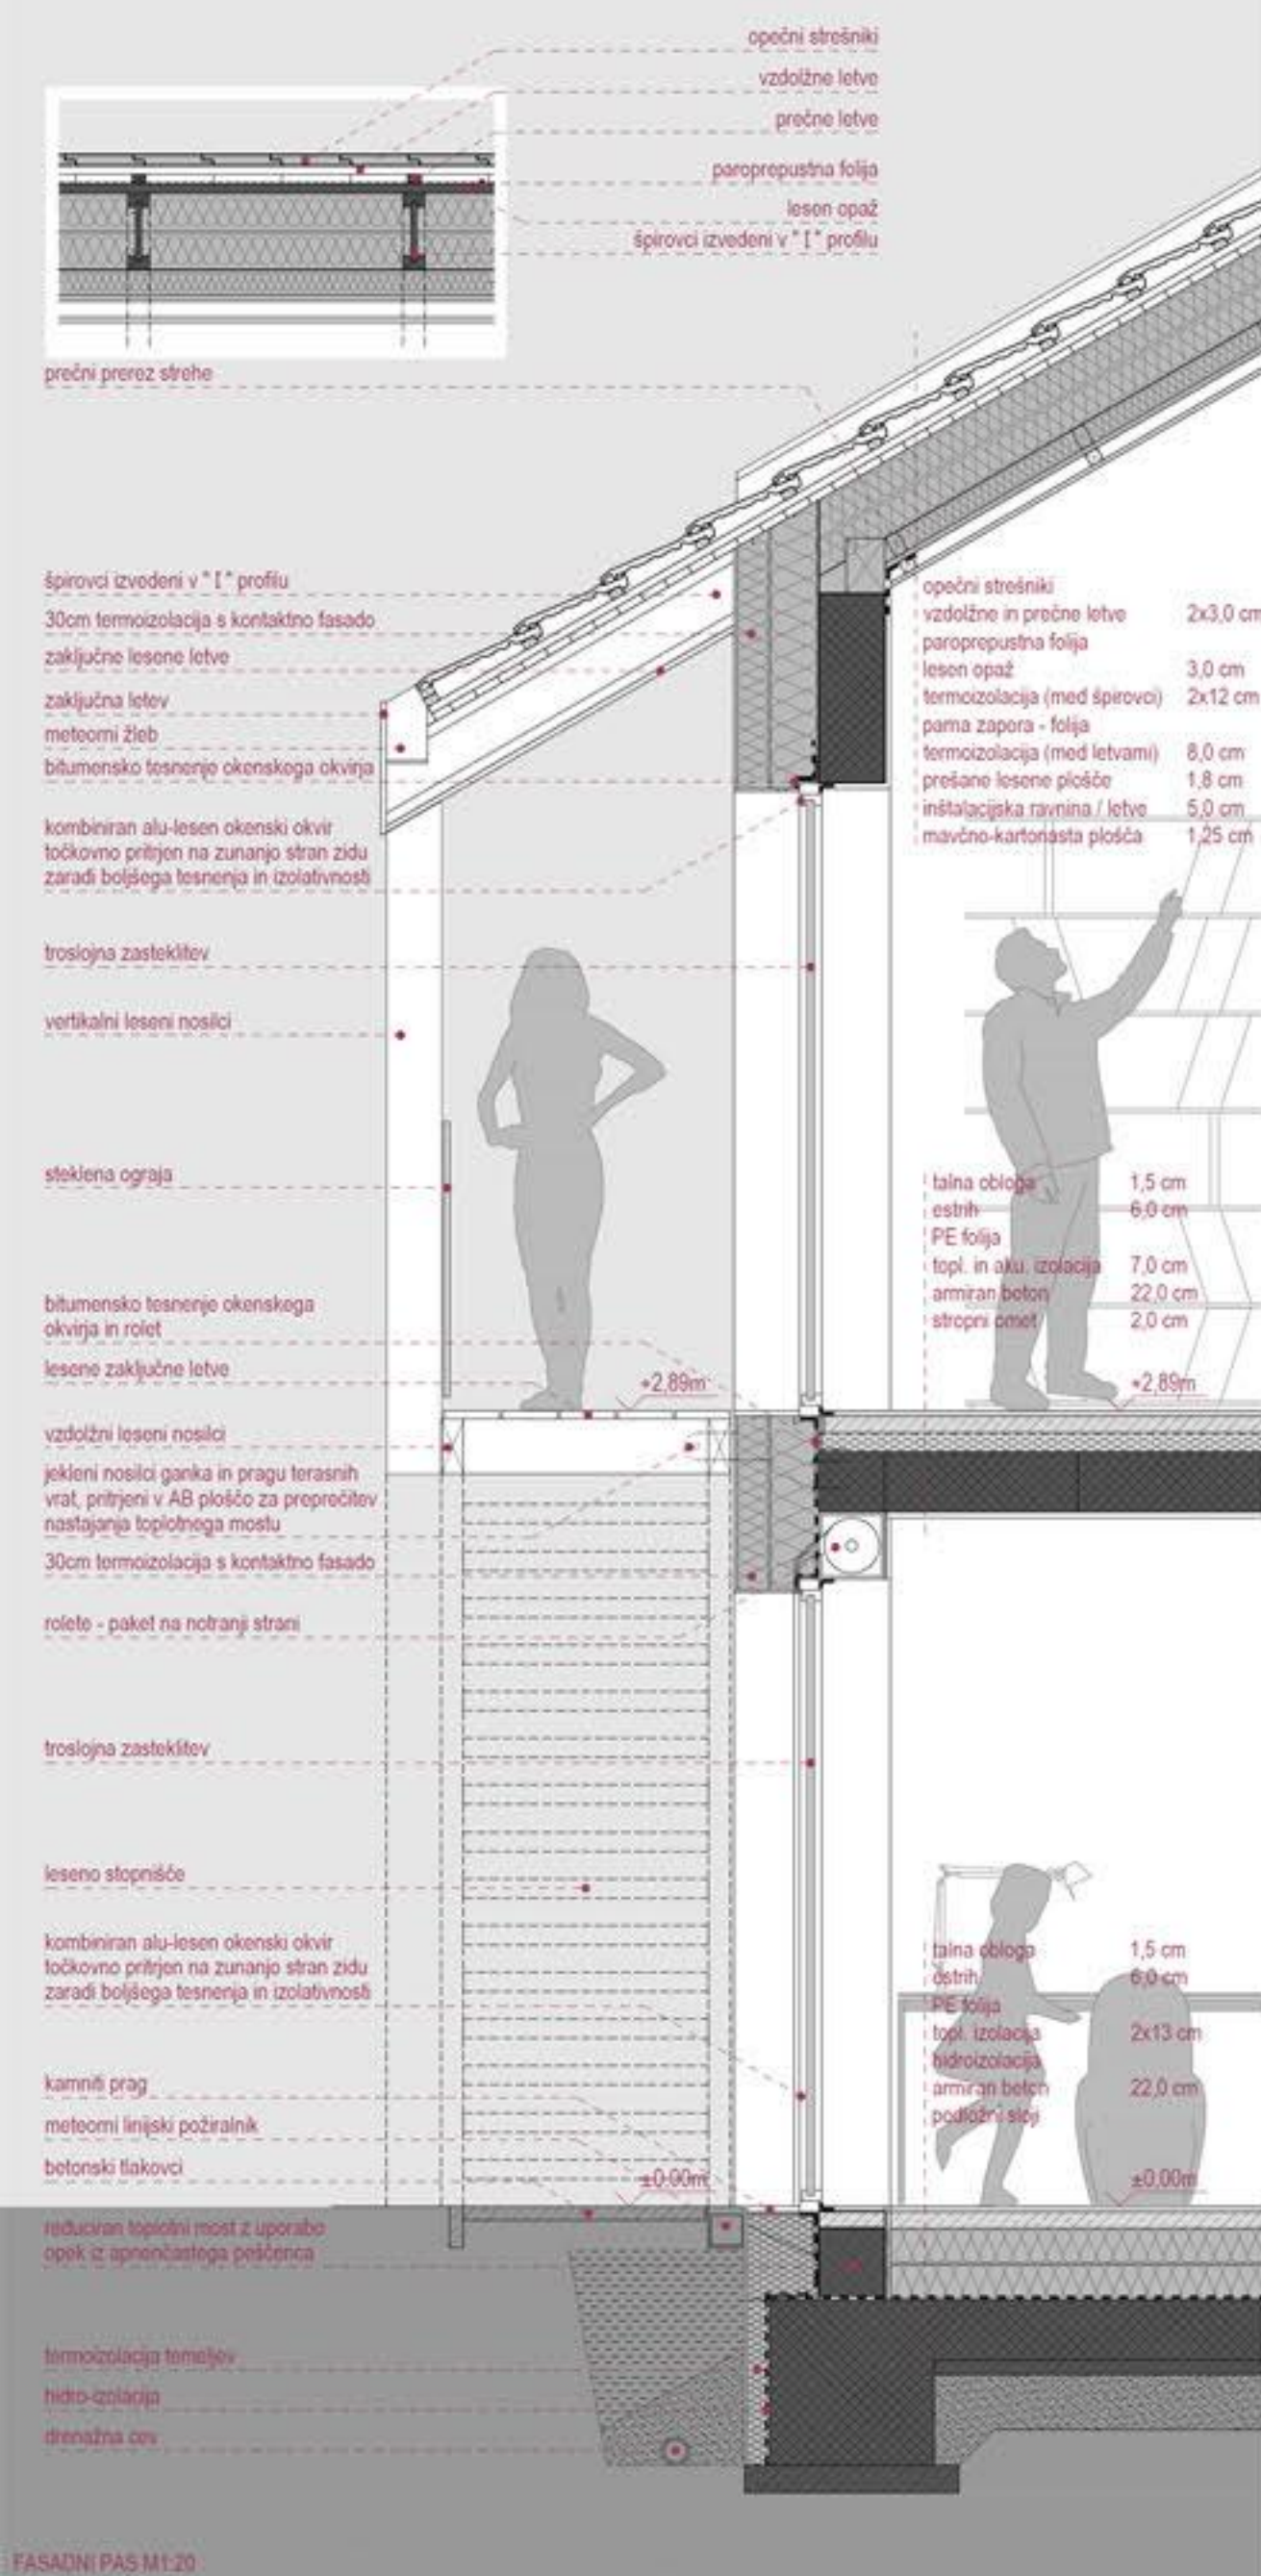 opečni strešniki
vzdolžne letve
prečne letve
paroprepustna folija
lesen opaž
špirovci izvedeni v " I " profilu
prečni prerez strehe
špirovci izvedeni v " I " profilu
30cm termoizolacija s kontaktno fasado
zaključne lesene letve
zaključna letev
meteorni žleb
bitumensko tesnenje okenskega okvirja
kombiniran alu-lesen okenski okvir
točkovno pritrjen na zunanjo stran zidu
zaradi boljšega tesnenja in izolativnosti
troslojna zasteklitev
vertikalni leseni nosilci
steklena ograja
bitumensko tesnenje okenskega
okvirja in rolet
lesene zaključne letve
vzdolžni leseni nosilci
jekleni nosilci ganka in pragu terasnih
vrat, pritrjeni v AB ploščo za preprečitev
nastajanja toplotnega mostu
30cm termoizolacija s kontaktno fasado
rolete - paket na notranji strani
troslojna zasteklitev
leseno stopnišče
kombiniran alu-lesen okenski okvir
točkovno pritrjen na zunanjo stran zidu
zaradi boljšega tesnenja in izolativnosti
kamniti prag
meteorni linijski požiralnik
betonski tlakovci
reduciran toplotni most z uporabo
opek iz apnenčastega peščenca
termoizolacija temeljev
hidro-izolacija
drenažna cev
FASADNI PAS M1:20
opečni strešniki
vzdolžne in prečne letve 2x3,0 cm
paroprepustna folija
lesen opaž 3,0 cm
termoizolacija (med špirovci) 2x12 cm
parna zapora - folija
termoizolacija (med letvami) 8,0 cm
prešane lesene plošče 1,8 cm
inštalacijska ravnina / letve 5,0 cm
mavčno-kartonasta plošča 1,25 cm
talna obloga 1,5 cm
estrih 6,0 cm
PE folija
topl. in aku. izolacija 7,0 cm
armiran beton 22,0 cm
stropni omet 2,0 cm
+2,89m
+2,89m
talna obloga 1,5 cm
estrih 6,0 cm
PE folija
topl. izolacija 2x13 cm
hidroizolacija
armiran beton 22,0 cm
podložni sloji
±0.00m
±0.00m